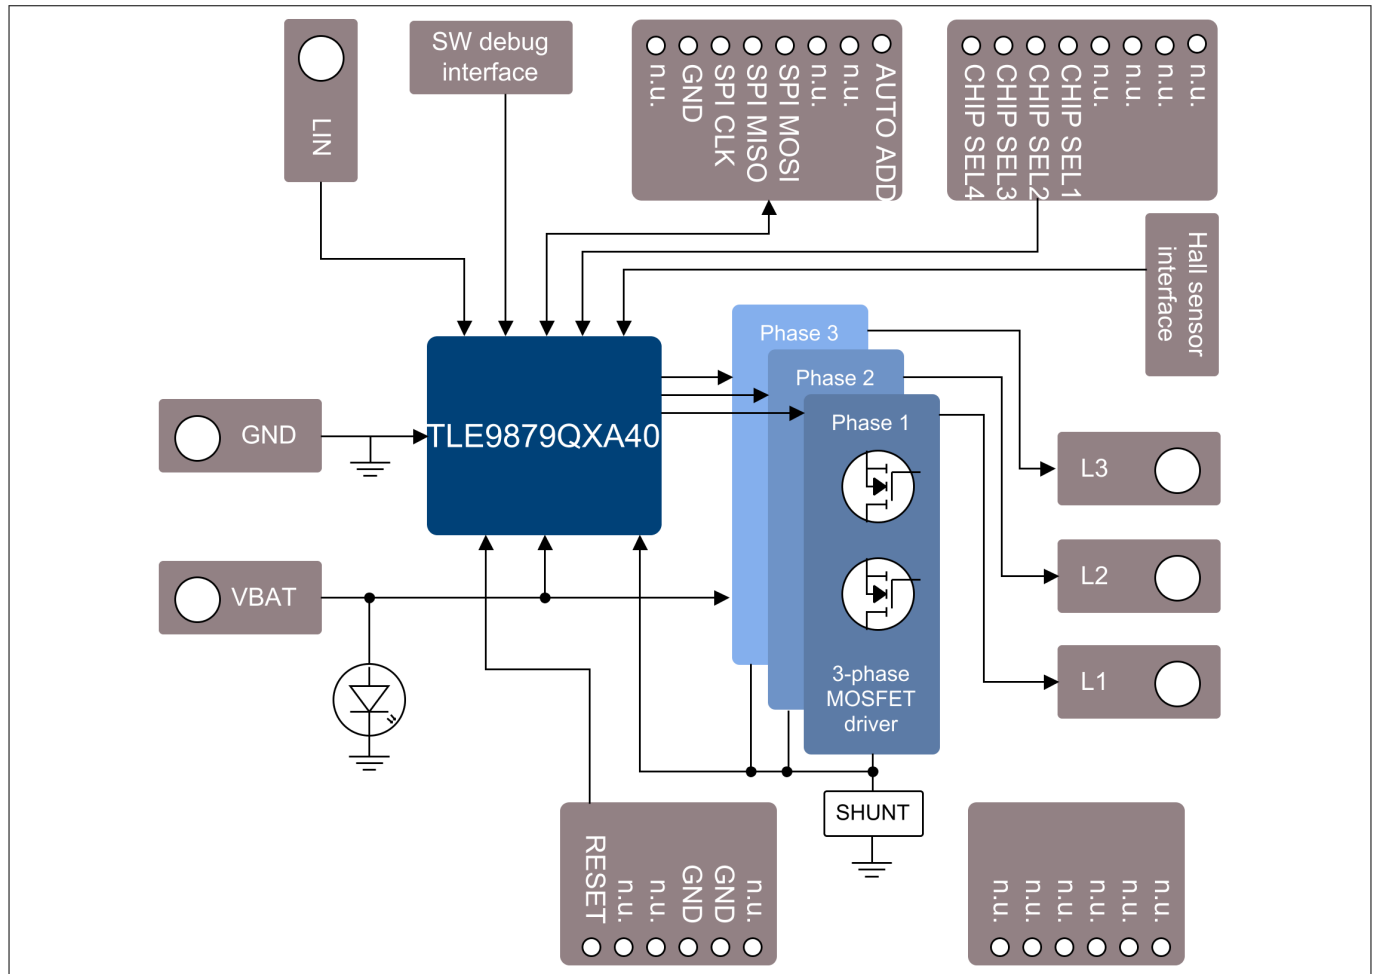 LIN
SW debug
interface
n.u.
GND
SPI CLK
SPI MISO
SPI MOSI
n.u.
n.u.
AUTO ADD
CHIP SEL4
CHIP SEL3
CHIP SEL2
CHIP SEL1
n.u.
n.u.
n.u.
n.u.
Hall sensor
interface
Phase 3
Phase 2
Phase 1
GND
TLE9879QXA40
L3
L2
VBAT
L1
3-phase
MOSFET
driver
SHUNT
RESET
n.u.
n.u.
GND
GND
n.u.
n.u.
n.u.
n.u.
n.u.
n.u.
n.u.